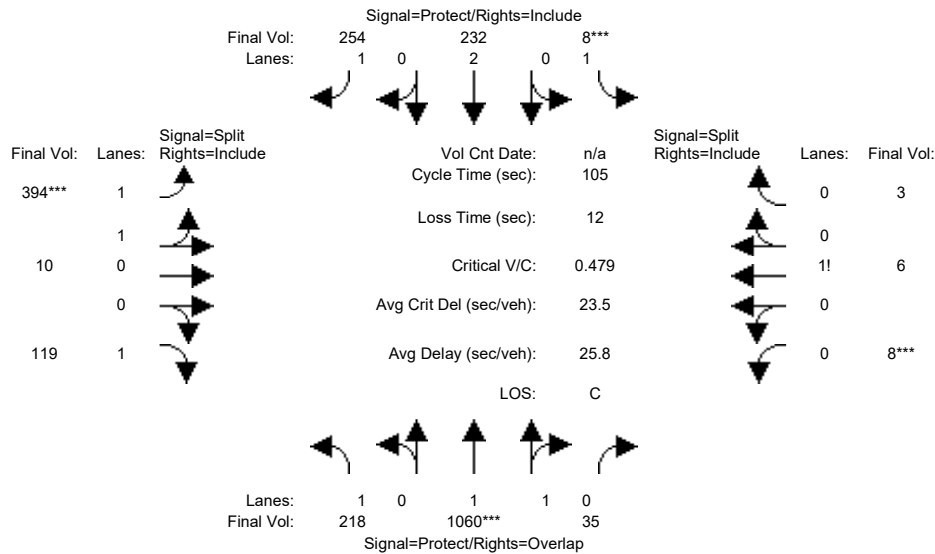 Signal=Protect/Rights=Include
Final Vol: 254 232 8***
Lanes: 1 0 2 0 1
Signal=Split
Final Vol: Lanes: Rights=Include
Vol Cnt Date: n/a
Signal=Split
Rights=Include Lanes: Final Vol:
Cycle Time (sec): 105
394*** 1
0 3
Loss Time (sec): 12
1
0
10 0
Critical V/C: 0.479
1! 6
0
Avg Crit Del (sec/veh): 23.5
0
119 1
Avg Delay (sec/veh): 25.8
0 8***
LOS: C
Lanes: 1 0 1 1 0
Final Vol: 218 1060*** 35
Signal=Protect/Rights=Overlap